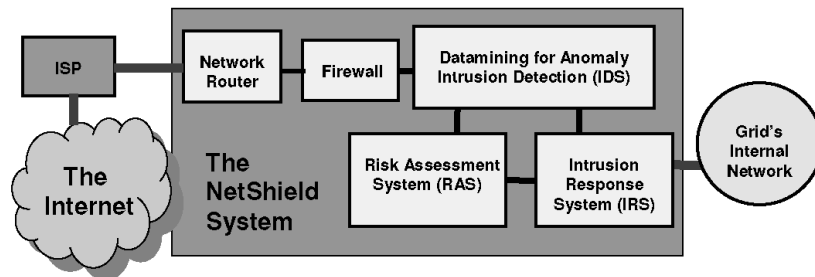 ISP
Network
Router
Firewall
Datamining for Anomaly
Intrusion Detection (IDS)
The
Internet
The
NetShield
System
Risk Assessment
System (RAS)
Intrusion
Response
System (IRS)
Grid's
Internal
Network